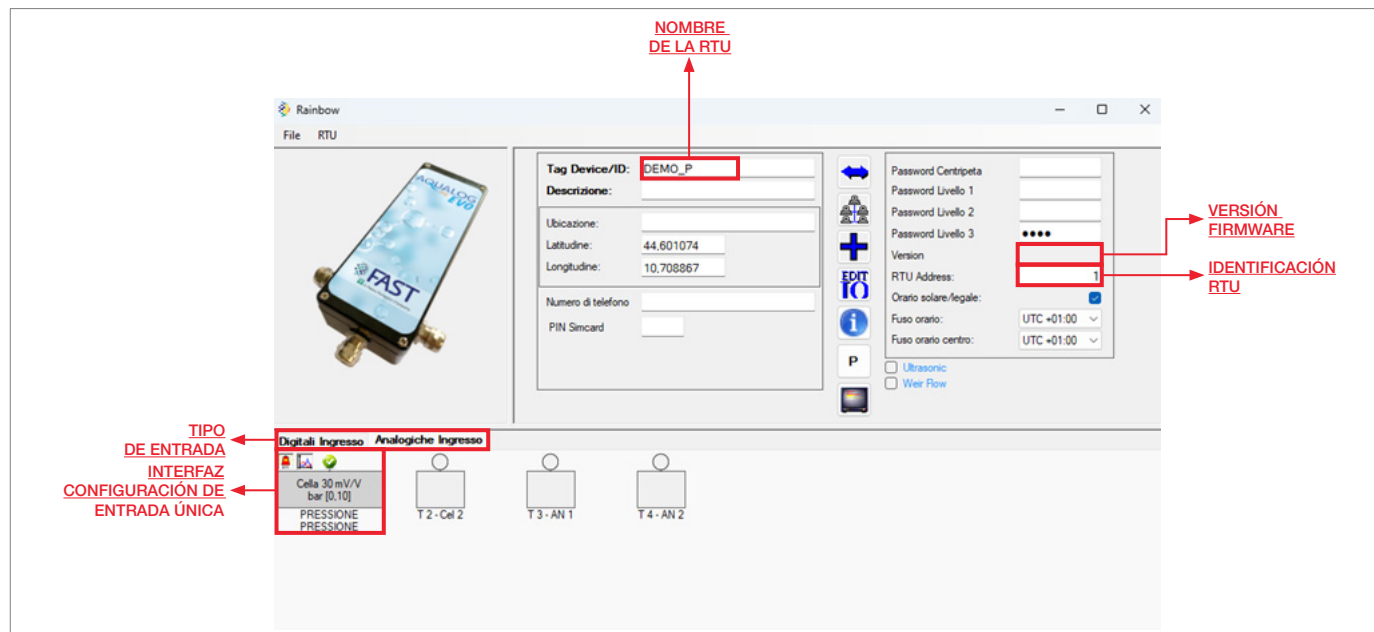 NOMBRE
DE LA RTU
Rainbow
File RTU
AQUALOG
EVO
FAST
Tag Device/ID: DEMO_P
Descrizione:
Ubicazione:
Latitudine: 44,601074
Longitudine: 10,708867
Numero di telefono
PIN Simcard
EDIT
IO
i
P
Password Centripeta
Password Livello 1
Password Livello 2
Password Livello 3 ••••
Version
RTU Address: 1
Orario solare/legale:
Fuso orario: UTC +01:00
Fuso orario centro: UTC +01:00
Ultrasonic
Weir Flow
VERSIÓN
FIRMWARE
IDENTIFICACIÓN
RTU
TIPO
DE ENTRADA
INTERFAZ
CONFIGURACIÓN DE
ENTRADA ÚNICA
Digitali Ingresso Analogiche Ingresso
Cella 30 mV/V
bar [0,10]
PRESSIONE
PRESSIONE
T 2 - Cel 2
T 3 - AN 1
T 4 - AN 2